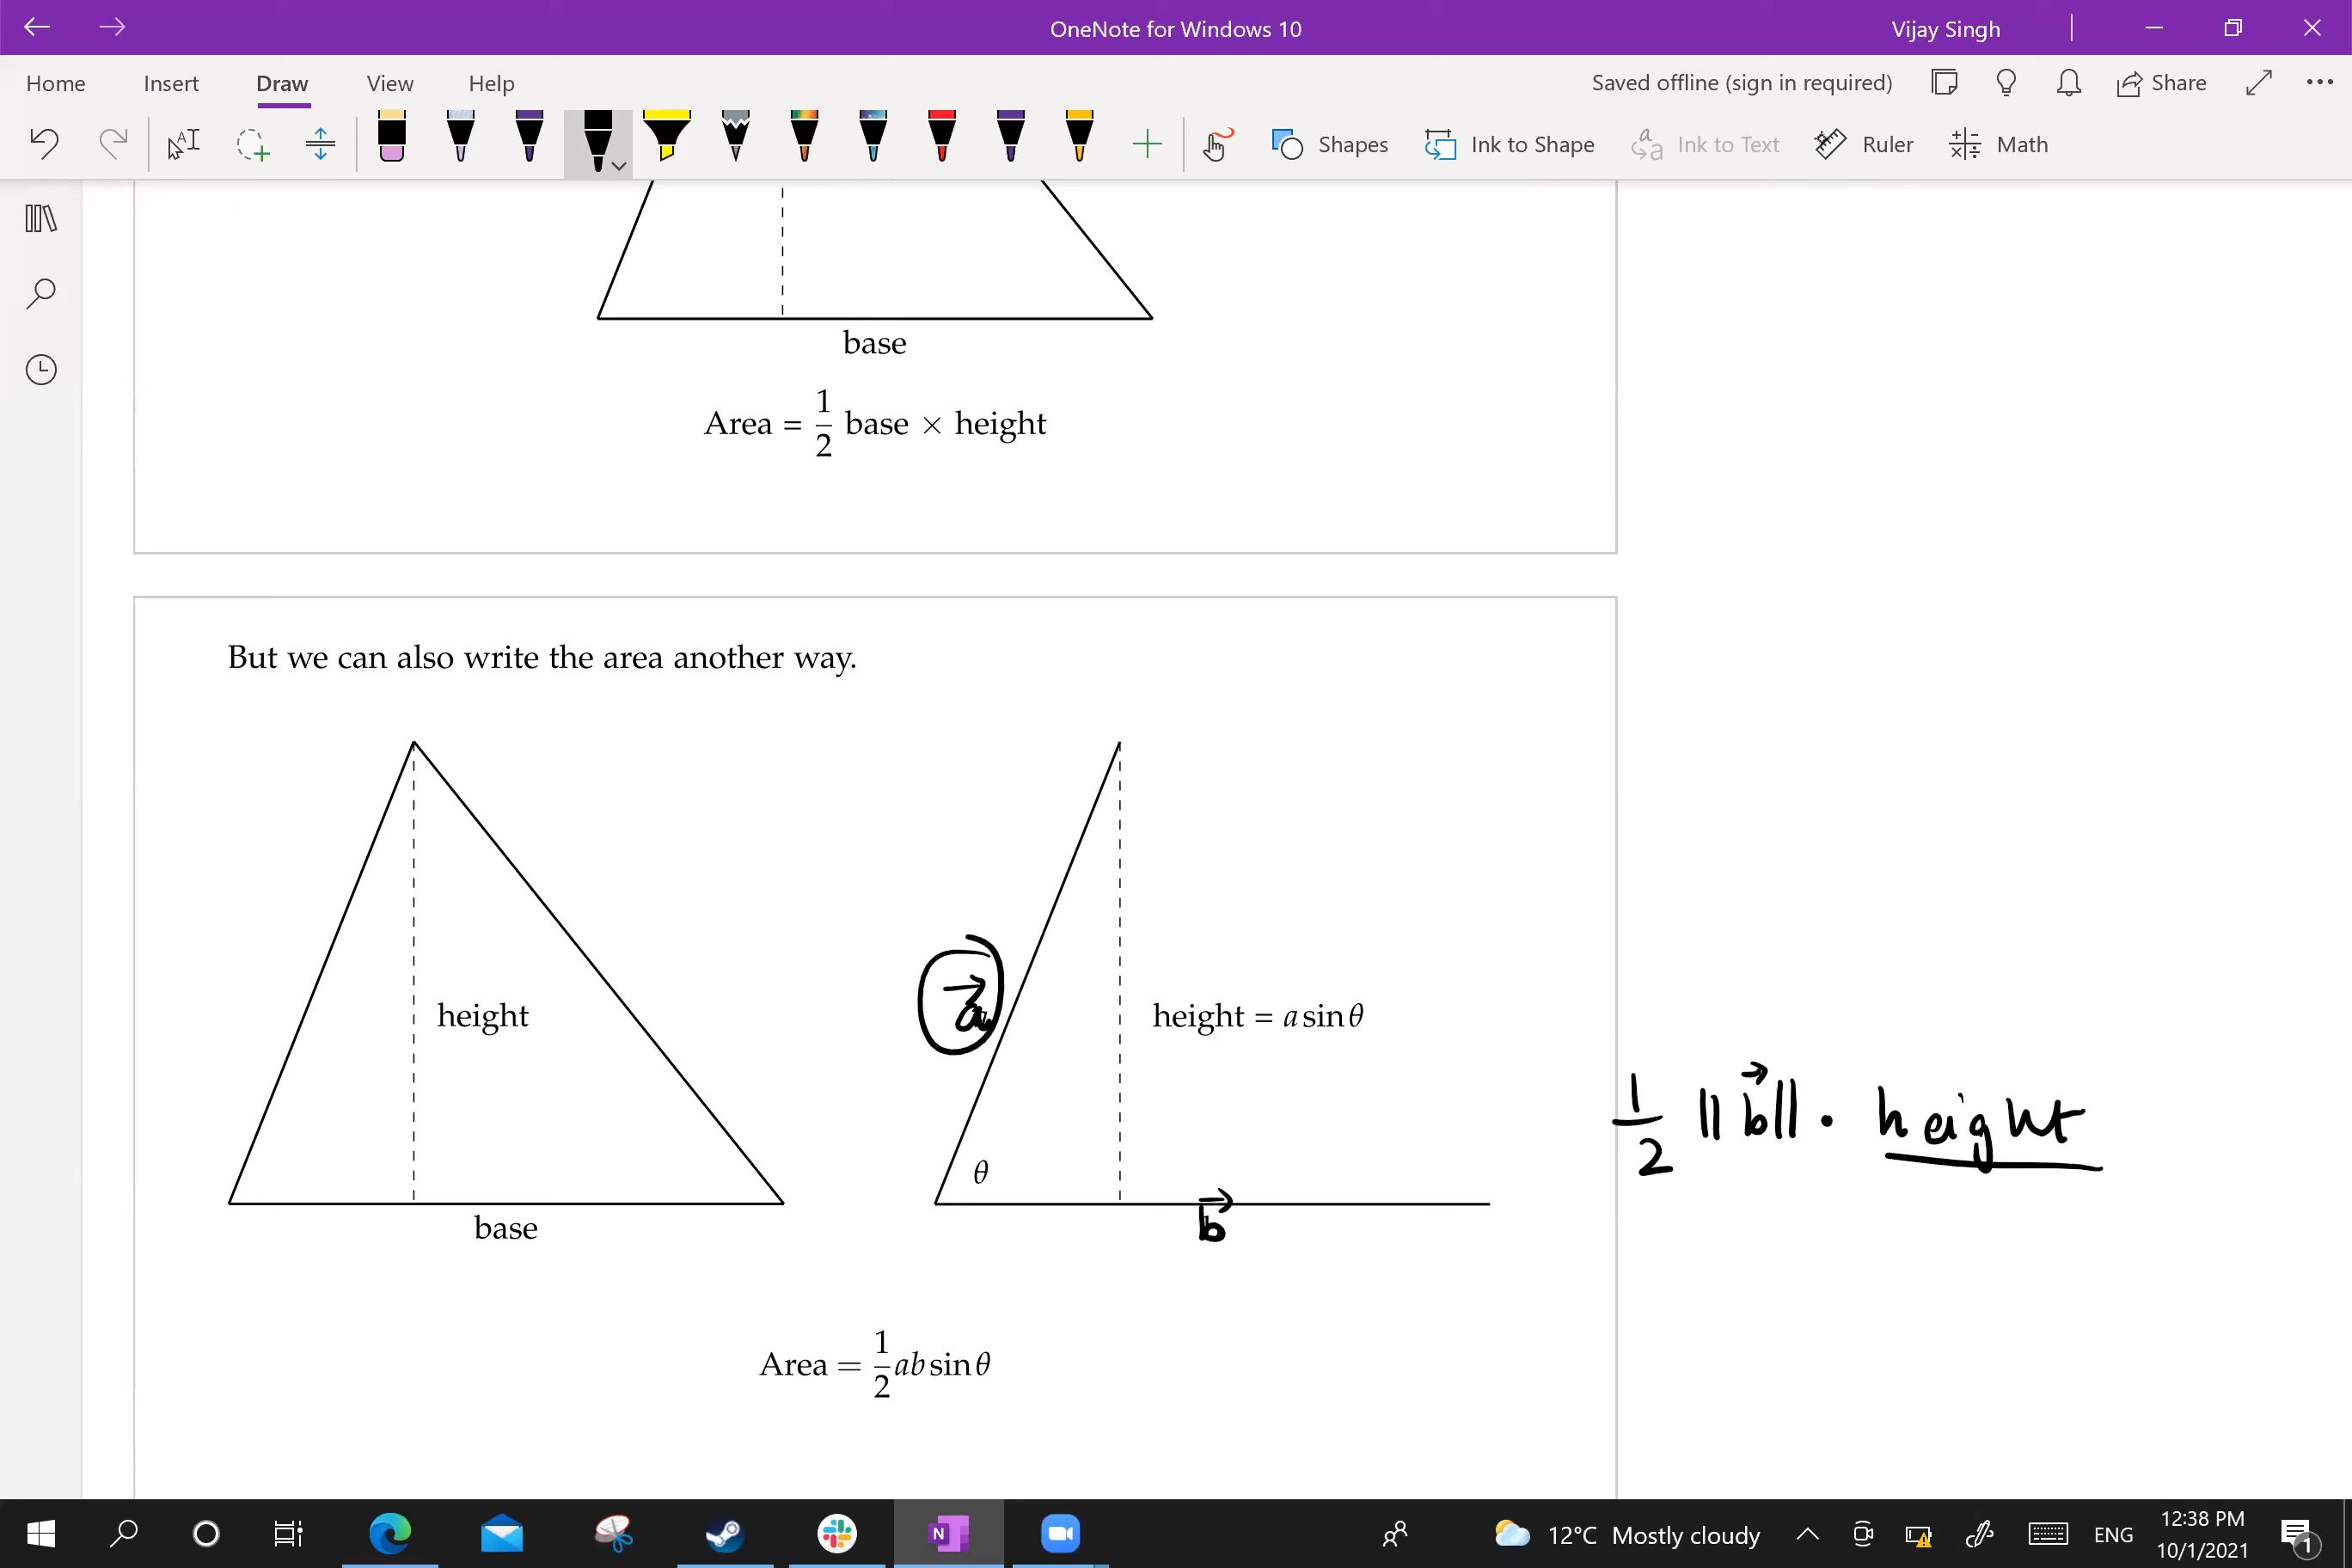 OneNote for Windows 10
Vijay Singh
Home Insert Draw View Help
Saved offline (sign in required) Share
Shapes Ink to Shape Ink to Text Ruler Math
base
Area = 1/2 base × height
But we can also write the area another way.
height
base
a⃗
height = a sin θ
θ
b⃗
1/2 ||b⃗|| · height
Area = 1/2 ab sin θ
12°C Mostly cloudy
ENG
12:38 PM
10/1/2021
1